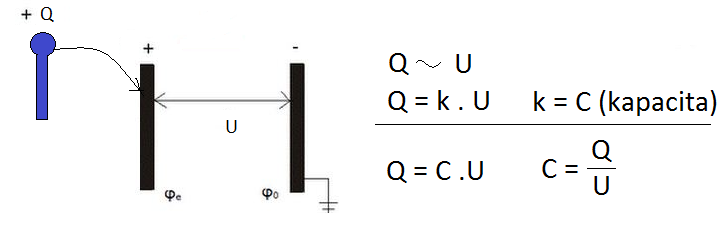 + Q
+
-
U
φe
φ0
Q ~ U
Q = k . U k = C (kapacita)
Q = C .U C = Q/U